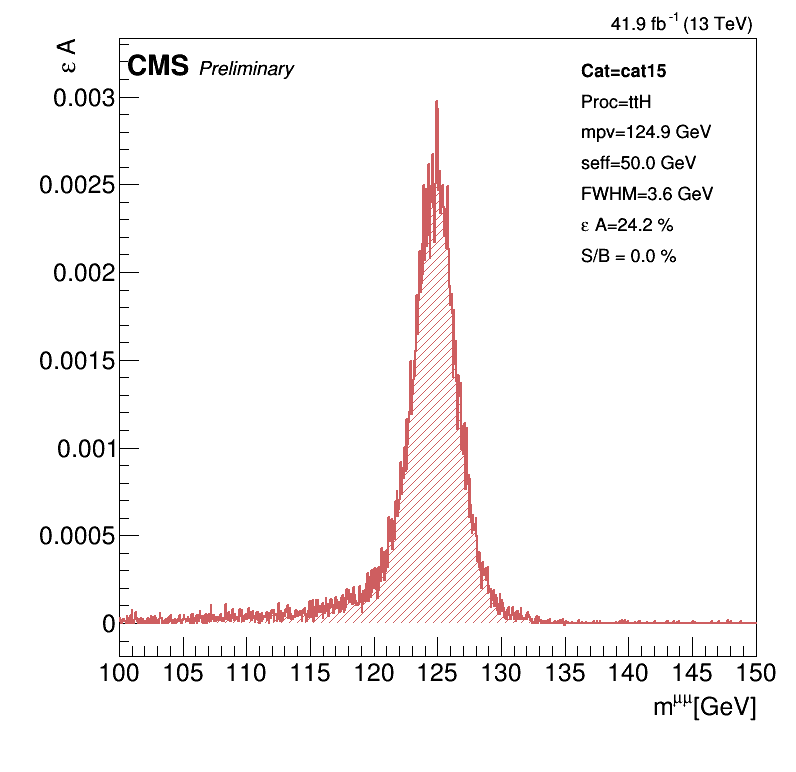 41.9 fb⁻¹ (13 TeV)
ε A
CMS Preliminary
Cat=cat15
Proc=ttH
mpv=124.9 GeV
seff=50.0 GeV
FWHM=3.6 GeV
ε A=24.2 %
S/B = 0.0 %
0.003
0.0025
0.002
0.0015
0.001
0.0005
0
100 105 110 115 120 125 130 135 140 145 150
m^μμ[GeV]